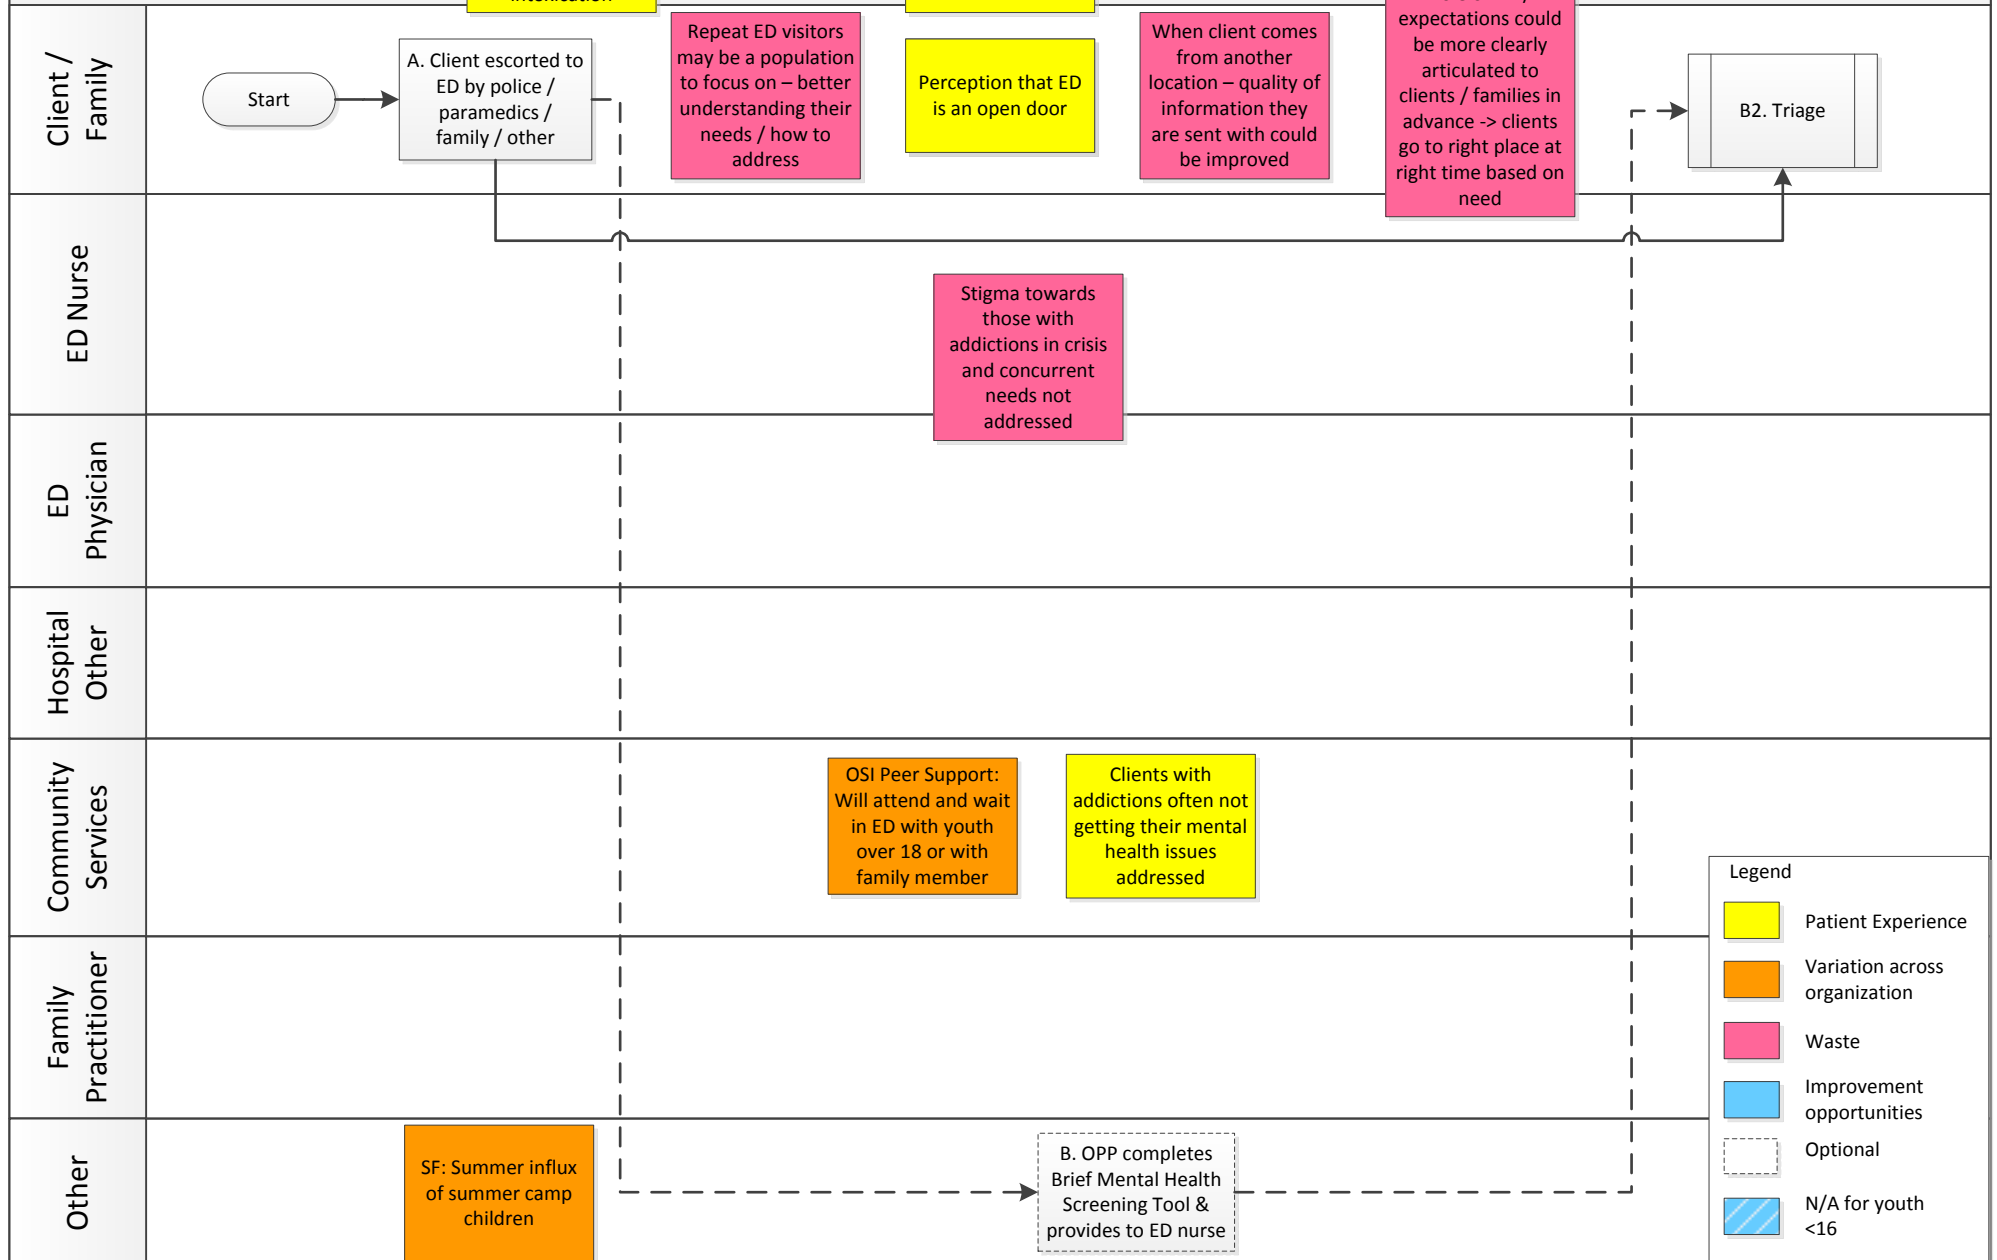 Client /
Family
Start
A. Client escorted to
ED by police /
paramedics /
family / other
Repeat ED visitors
may be a population
to focus on – better
understanding their
needs / how to
address
Perception that ED
is an open door
When client comes
from another
location – quality of
information they
are sent with could
be improved
expectations could
be more clearly
articulated to
clients / families in
advance -> clients
go to right place at
right time based on
need
B2. Triage
ED Nurse
Stigma towards
those with
addictions in crisis
and concurrent
needs not
addressed
ED
Physician
Hospital
Other
Community
Services
OSI Peer Support:
Will attend and wait
in ED with youth
over 18 or with
family member
Clients with
addictions often not
getting their mental
health issues
addressed
Family
Practitioner
Other
SF: Summer influx
of summer camp
children
B. OPP completes
Brief Mental Health
Screening Tool &
provides to ED nurse
Legend
Patient Experience
Variation across
organization
Waste
Improvement
opportunities
Optional
N/A for youth
<16